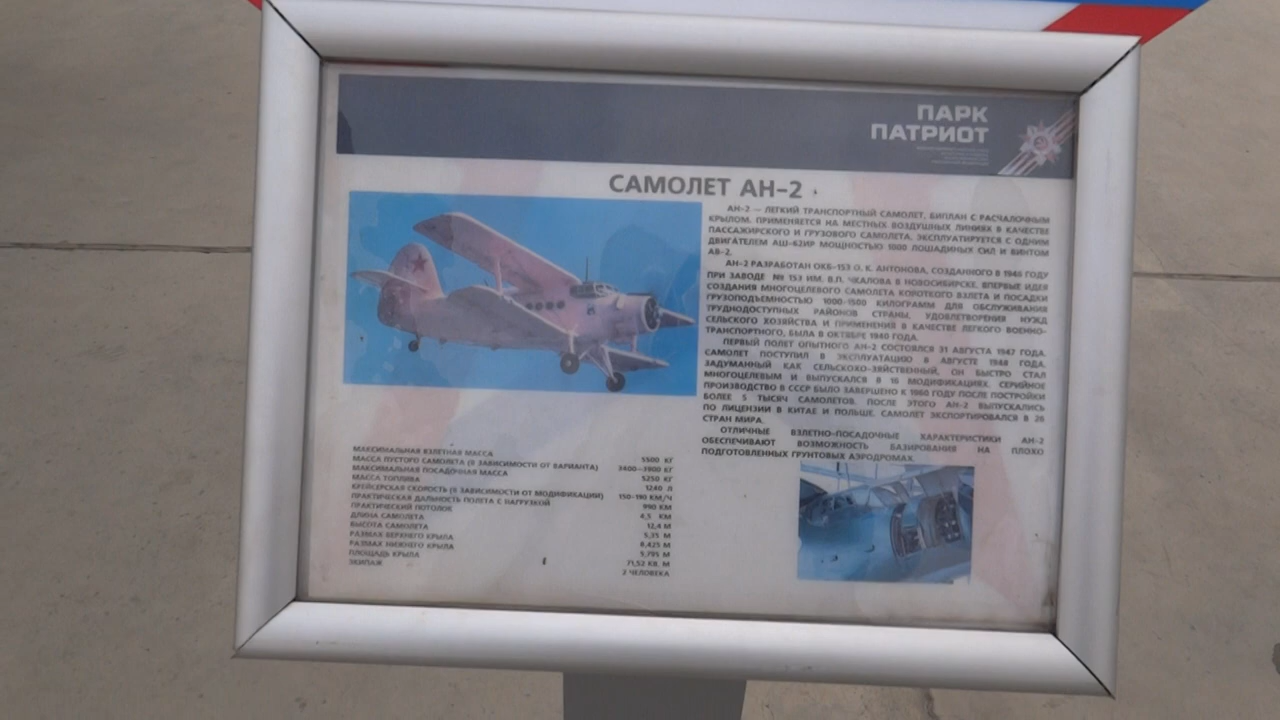 ПАРК
ПАТРИОТ
САМОЛЕТ АН-2
АН-2 — ЛЕГКИЙ ТРАНСПОРТНЫЙ САМОЛЕТ, БИПЛАН С РАСЧАЛОЧНЫМ
КРЫЛОМ. ПРИМЕНЯЕТСЯ НА МЕСТНЫХ ВОЗДУШНЫХ ЛИНИЯХ В КАЧЕСТВЕ
ПАССАЖИРСКОГО И ГРУЗОВОГО САМОЛЕТА. ЭКСПЛУАТИРУЕТСЯ С ОДНИМ
ДВИГАТЕЛЕМ АШ-62ИР МОЩНОСТЬЮ 1000 ЛОШАДИНЫХ СИЛ И ВИНТОМ
АВ-2.
АН-2 РАЗРАБОТАН ОКБ-153 О. К. АНТОНОВА, СОЗДАННОГО В 1946 ГОДУ
ПРИ ЗАВОДЕ № 153 ИМ. В.П. ЧКАЛОВА В НОВОСИБИРСКЕ. ВПЕРВЫЕ ИДЕЯ
СОЗДАНИЯ МНОГОЦЕЛЕВОГО САМОЛЕТА КОРОТКОГО ВЗЛЕТА И ПОСАДКИ
ГРУЗОПОДЪЕМНОСТЬЮ 1000-1500 КИЛОГРАММ ДЛЯ ОБСЛУЖИВАНИЯ
ТРУДНОДОСТУПНЫХ РАЙОНОВ СТРАНЫ, УДОВЛЕТВОРЕНИЯ НУЖД
СЕЛЬСКОГО ХОЗЯЙСТВА И ПРИМЕНЕНИЯ В КАЧЕСТВЕ ЛЕГКОГО ВОЕННО-
ТРАНСПОРТНОГО, БЫЛА В ОКТЯБРЕ 1940 ГОДА.
ПЕРВЫЙ ПОЛЕТ ОПЫТНОГО АН-2 СОСТОЯЛСЯ 31 АВГУСТА 1947 ГОДА.
САМОЛЕТ ПОСТУПИЛ В ЭКСПЛУАТАЦИЮ В АВГУСТЕ 1948 ГОДА.
ЗАДУМАННЫЙ КАК СЕЛЬСКОХО-ЗЯЙСТВЕННЫЙ, ОН БЫСТРО СТАЛ
МНОГОЦЕЛЕВЫМ И ВЫПУСКАЛСЯ В 16 МОДИФИКАЦИЯХ. СЕРИЙНОЕ
ПРОИЗВОДСТВО В СССР БЫЛО ЗАВЕРШЕНО К 1960 ГОДУ ПОСЛЕ ПОСТРОЙКИ
БОЛЕЕ 5 ТЫСЯЧ САМОЛЕТОВ. ПОСЛЕ ЭТОГО АН-2 ВЫПУСКАЛИСЬ
ПО ЛИЦЕНЗИИ В КИТАЕ И ПОЛЬШЕ. САМОЛЕТ ЭКСПОРТИРОВАЛСЯ В 26
СТРАН МИРА.
ОТЛИЧНЫЕ ВЗЛЕТНО-ПОСАДОЧНЫЕ ХАРАКТЕРИСТИКИ АН-2
ОБЕСПЕЧИВАЮТ ВОЗМОЖНОСТЬ БАЗИРОВАНИЯ НА ПЛОХО
ПОДГОТОВЛЕННЫХ ГРУНТОВЫХ АЭРОДРОМАХ.
МАКСИМАЛЬНАЯ ВЗЛЕТНАЯ МАССА 5500 КГ
МАССА ПУСТОГО САМОЛЕТА (В ЗАВИСИМОСТИ ОТ ВАРИАНТА) 3400—3900 КГ
МАКСИМАЛЬНАЯ ПОСАДОЧНАЯ МАССА 5250 КГ
МАССА ТОПЛИВА 1240 Л
КРЕЙСЕРСКАЯ СКОРОСТЬ (В ЗАВИСИМОСТИ ОТ МОДИФИКАЦИИ) 150-190 КМ/Ч
ПРАКТИЧЕСКАЯ ДАЛЬНОСТЬ ПОЛЕТА С НАГРУЗКОЙ 990 КМ
ПРАКТИЧЕСКИЙ ПОТОЛОК 4,5 КМ
ДЛИНА САМОЛЕТА 12,4 М
ВЫСОТА САМОЛЕТА 5,35 М
РАЗМАХ ВЕРХНЕГО КРЫЛА 8,425 М
РАЗМАХ НИЖНЕГО КРЫЛА 5,795 М
ПЛОЩАДЬ КРЫЛА 71,52 КВ. М
ЭКИПАЖ 2 ЧЕЛОВЕКА